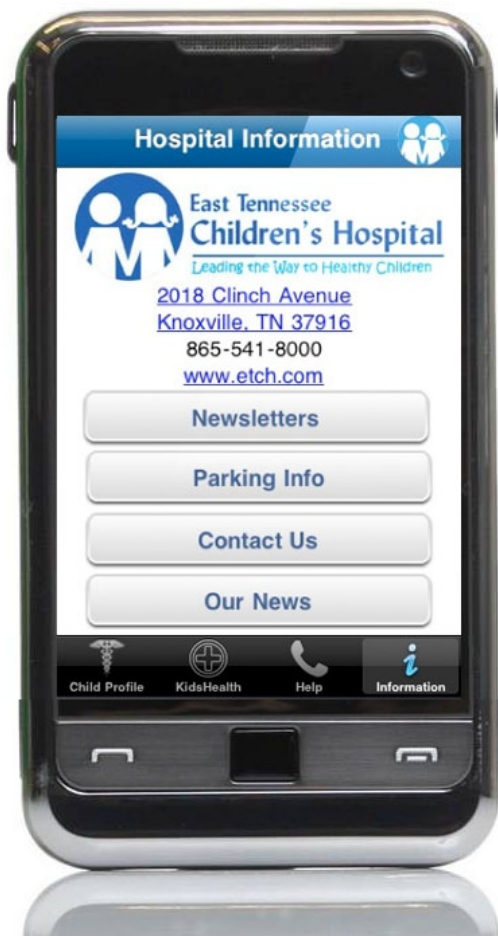 Hospital Information
East Tennessee
Children's Hospital
Leading the Way to Healthy Children
2018 Clinch Avenue
Knoxville, TN 37916
865-541-8000
www.etch.com
Newsletters
Parking Info
Contact Us
Our News
Child Profile KidsHealth Help Information